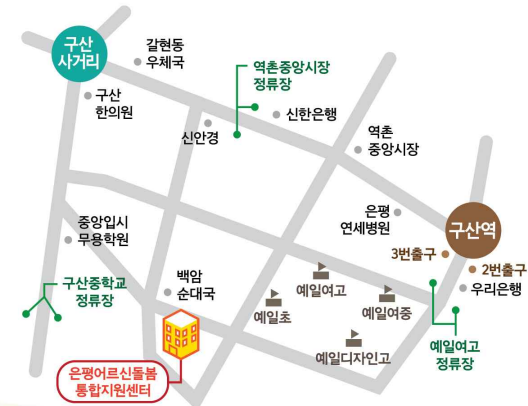 구산
사거리
갈현동
우체국
구산
한의원
역촌중앙시장
정류장
신안경
신한은행
역촌
중앙시장
은평
연세병원
구산역
3번출구
2번출구
우리은행
중앙입시
무용학원
구산중학교
정류장
백암
순대국
예일여고
예일초
예일여중
예일디자인고
예일여고
정류장
은평어르신돌봄
통합지원센터